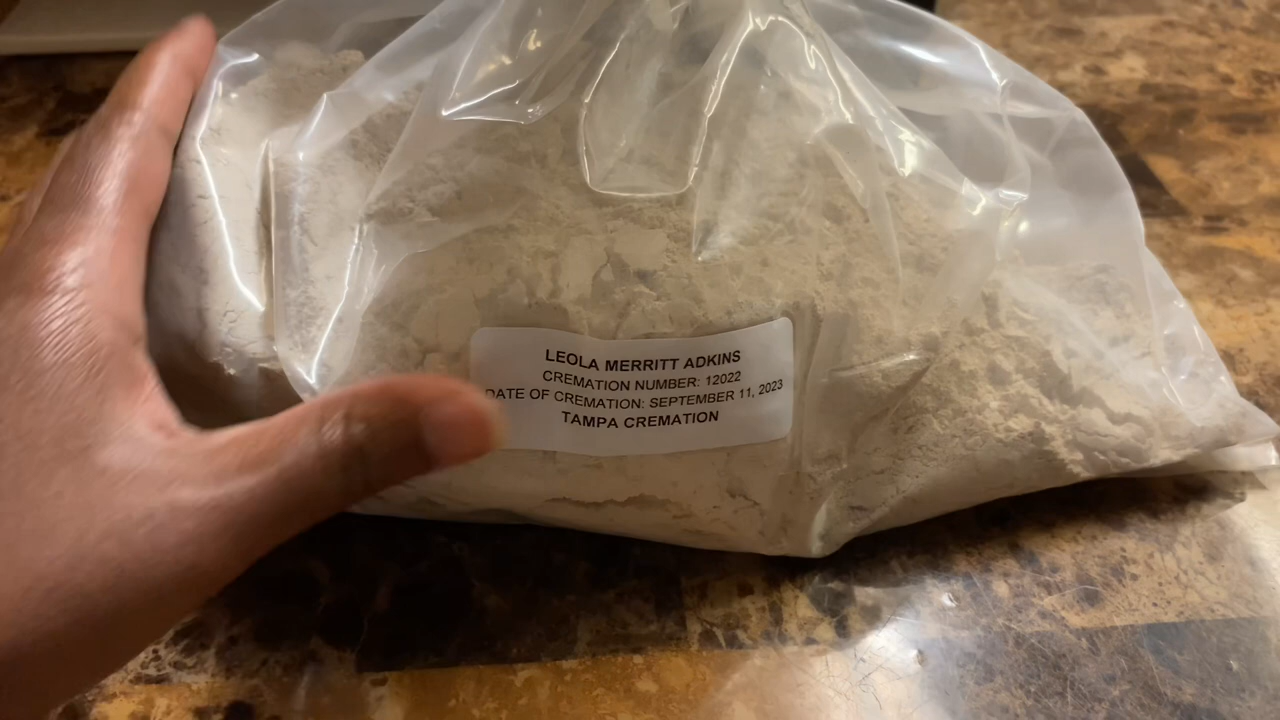 LEOLA MERRITT ADKINS
CREMATION NUMBER: 12022
DATE OF CREMATION: SEPTEMBER 11, 2023
TAMPA CREMATION